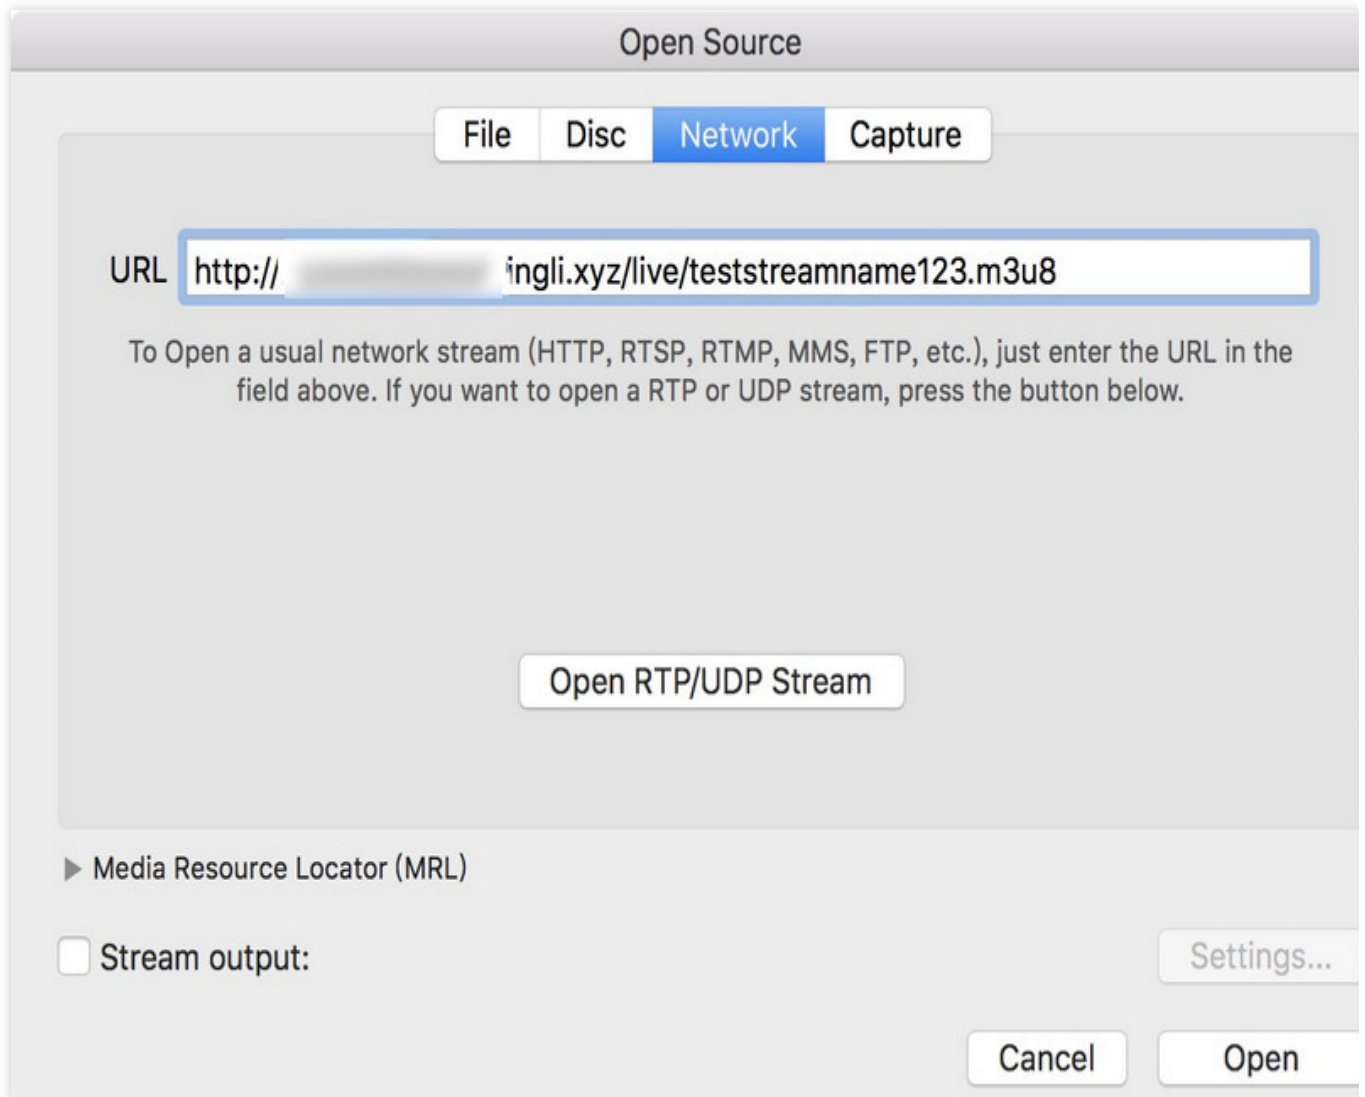 Open Source
File Disc Network Capture
URL http:// ingli.xyz/live/teststreamname123.m3u8
To Open a usual network stream (HTTP, RTSP, RTMP, MMS, FTP, etc.), just enter the URL in the
field above. If you want to open a RTP or UDP stream, press the button below.
Open RTP/UDP Stream
Media Resource Locator (MRL)
Stream output:
Settings...
Cancel Open